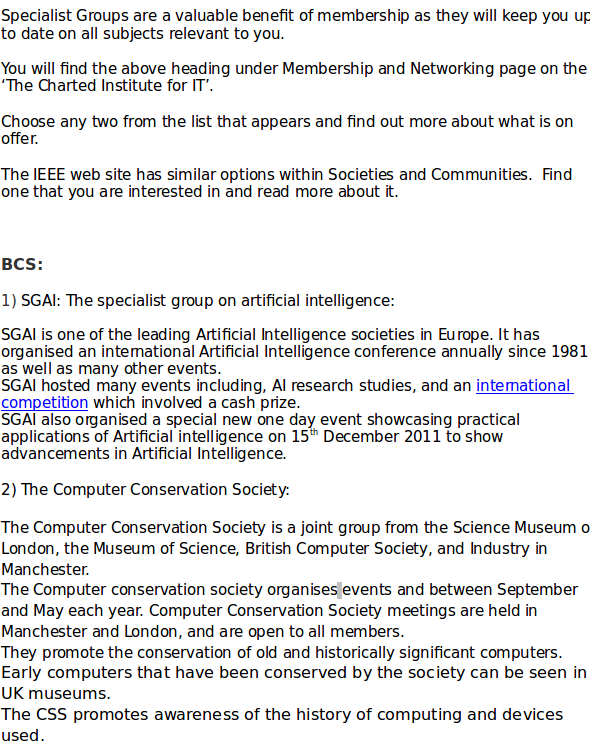 Specialist Groups are a valuable benefit of membership as they will keep you up
to date on all subjects relevant to you.
You will find the above heading under Membership and Networking page on the
‘The Charted Institute for IT’.
Choose any two from the list that appears and find out more about what is on
offer.
The IEEE web site has similar options within Societies and Communities.  Find
one that you are interested in and read more about it.
BCS:
1) SGAI: The specialist group on artificial intelligence:
SGAI is one of the leading Artificial Intelligence societies in Europe. It has
organised an international Artificial Intelligence conference annually since 1981
as well as many other events.
SGAI hosted many events including, AI research studies, and an international
competition which involved a cash prize.
SGAI also organised a special new one day event showcasing practical
applications of Artificial intelligence on 15th December 2011 to show
advancements in Artificial Intelligence.
2) The Computer Conservation Society:
The Computer Conservation Society is a joint group from the Science Museum o
London, the Museum of Science, British Computer Society, and Industry in
Manchester.
The Computer conservation society organises events and between September
and May each year. Computer Conservation Society meetings are held in
Manchester and London, and are open to all members.
They promote the conservation of old and historically significant computers.
Early computers that have been conserved by the society can be seen in
UK museums.
The CSS promotes awareness of the history of computing and devices
used.